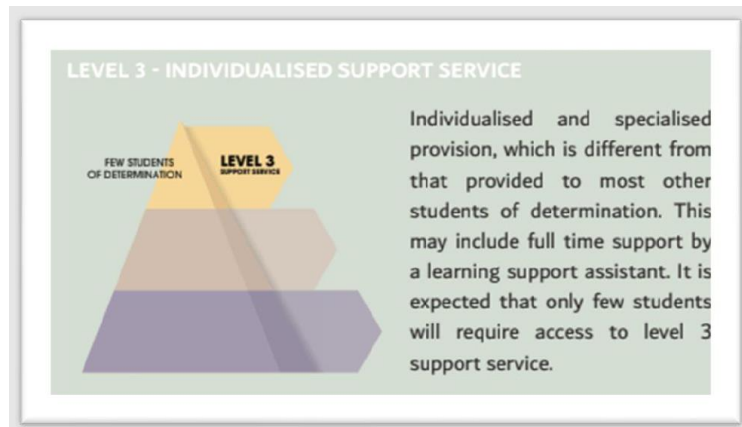 LEVEL 3 - INDIVIDUALISED SUPPORT SERVICE
FEW STUDENTS
OF DETERMINATION
LEVEL 3
SUPPORT SERVICE
Individualised and specialised
provision, which is different from
that provided to most other
students of determination. This
may include full time support by
a learning support assistant. It is
expected that only few students
will require access to level 3
support service.